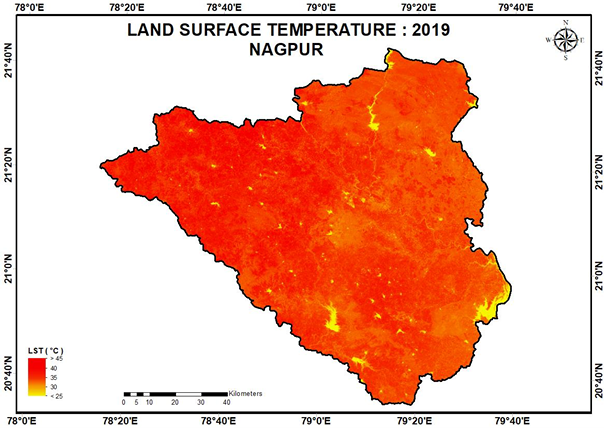 LAND SURFACE TEMPERATURE : 2019
NAGPUR
78°0'E 78°20'E 78°40'E 79°0'E 79°20'E 79°40'E
N
W E
S
21°40'N 21°40'N
21°20'N 21°20'N
21°0'N 21°0'N
20°40'N 20°40'N
LST ( °C)
> 45
40
35
30
< 25
Kilometers
0 5 10 20 30 40
78°0'E 78°20'E 78°40'E 79°0'E 79°20'E 79°40'E